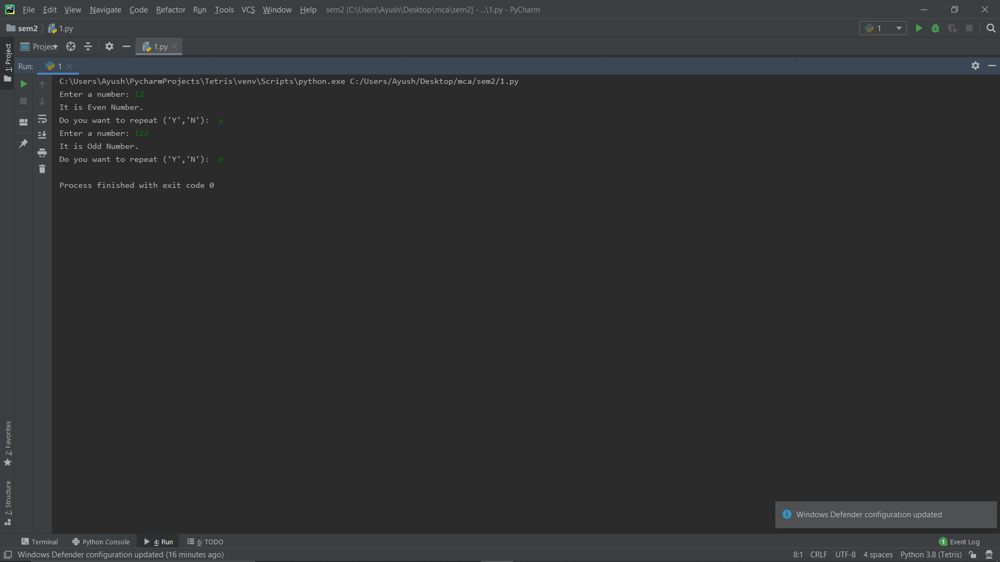 PC File Edit View Navigate Code Refactor Run Tools VCS Window Help sem2 [C:\Users\Ayush\Desktop\mca\sem2] - ...\1.py - PyCharm
sem2 1.py 1
1: Project
Project 1.py
Run: 1
C:\Users\Ayush\PycharmProjects\Tetris\venv\Scripts\python.exe C:/Users/Ayush/Desktop/mca/sem2/1.py
Enter a number: 12
It is Even Number.
Do you want to repeat ('Y','N'):  y
Enter a number: 123
It is Odd Number.
Do you want to repeat ('Y','N'):  n
Process finished with exit code 0
2: Favorites
7: Structure
Windows Defender configuration updated
Terminal Python Console 4: Run 6: TODO 1 Event Log
Windows Defender configuration updated (16 minutes ago) 8:1 CRLF UTF-8 4 spaces Python 3.8 (Tetris)